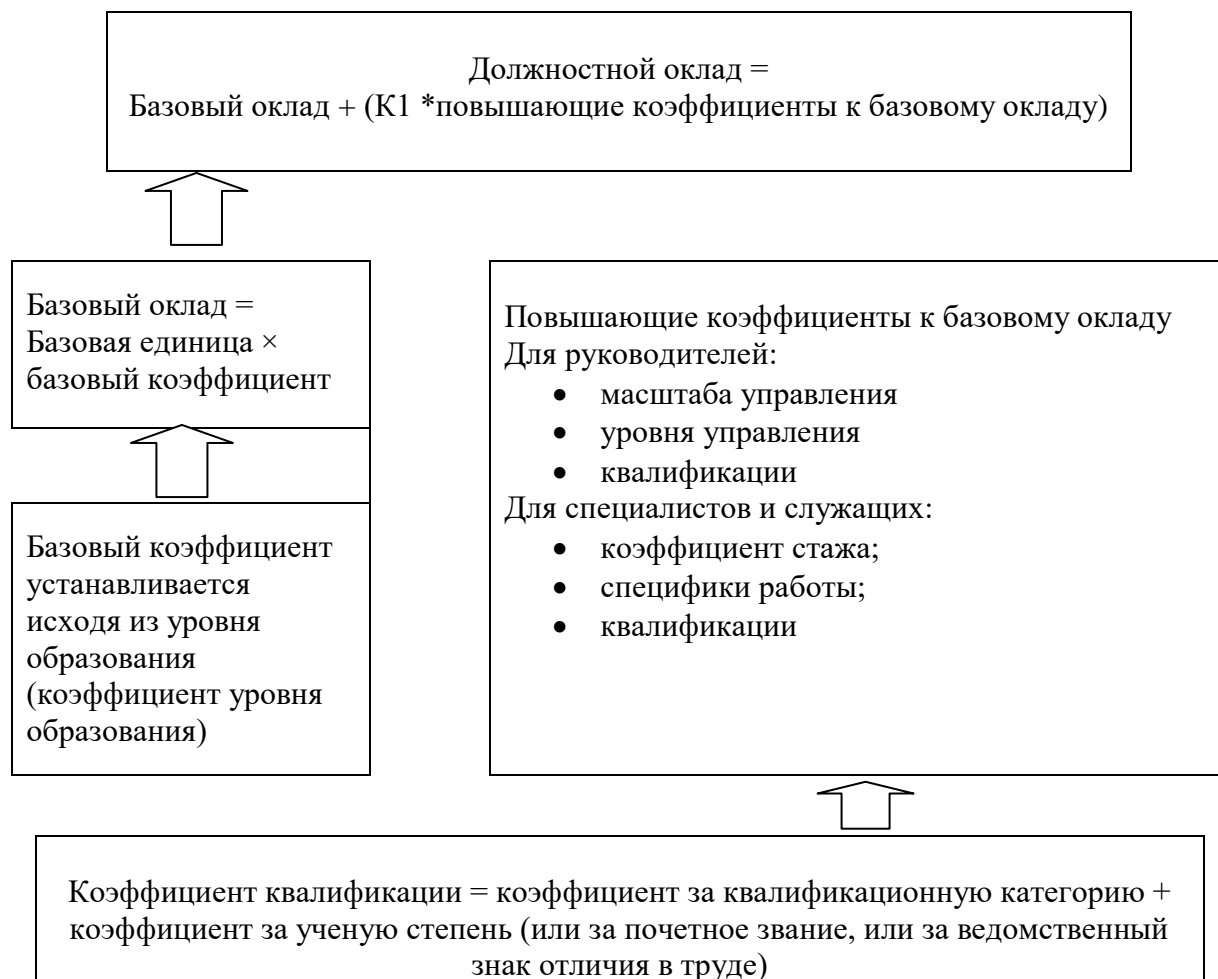 Должностной оклад =
Базовый оклад + (К1 *повышающие коэффициенты к базовому окладу)
Базовый оклад =
Базовая единица ×
базовый коэффициент
Базовый коэффициент
устанавливается
исходя из уровня
образования
(коэффициент уровня
образования)
Повышающие коэффициенты к базовому окладу
Для руководителей:
• масштаба управления
• уровня управления
• квалификации
Для специалистов и служащих:
• коэффициент стажа;
• специфики работы;
• квалификации
Коэффициент квалификации = коэффициент за квалификационную категорию +
коэффициент за ученую степень (или за почетное звание, или за ведомственный
знак отличия в труде)